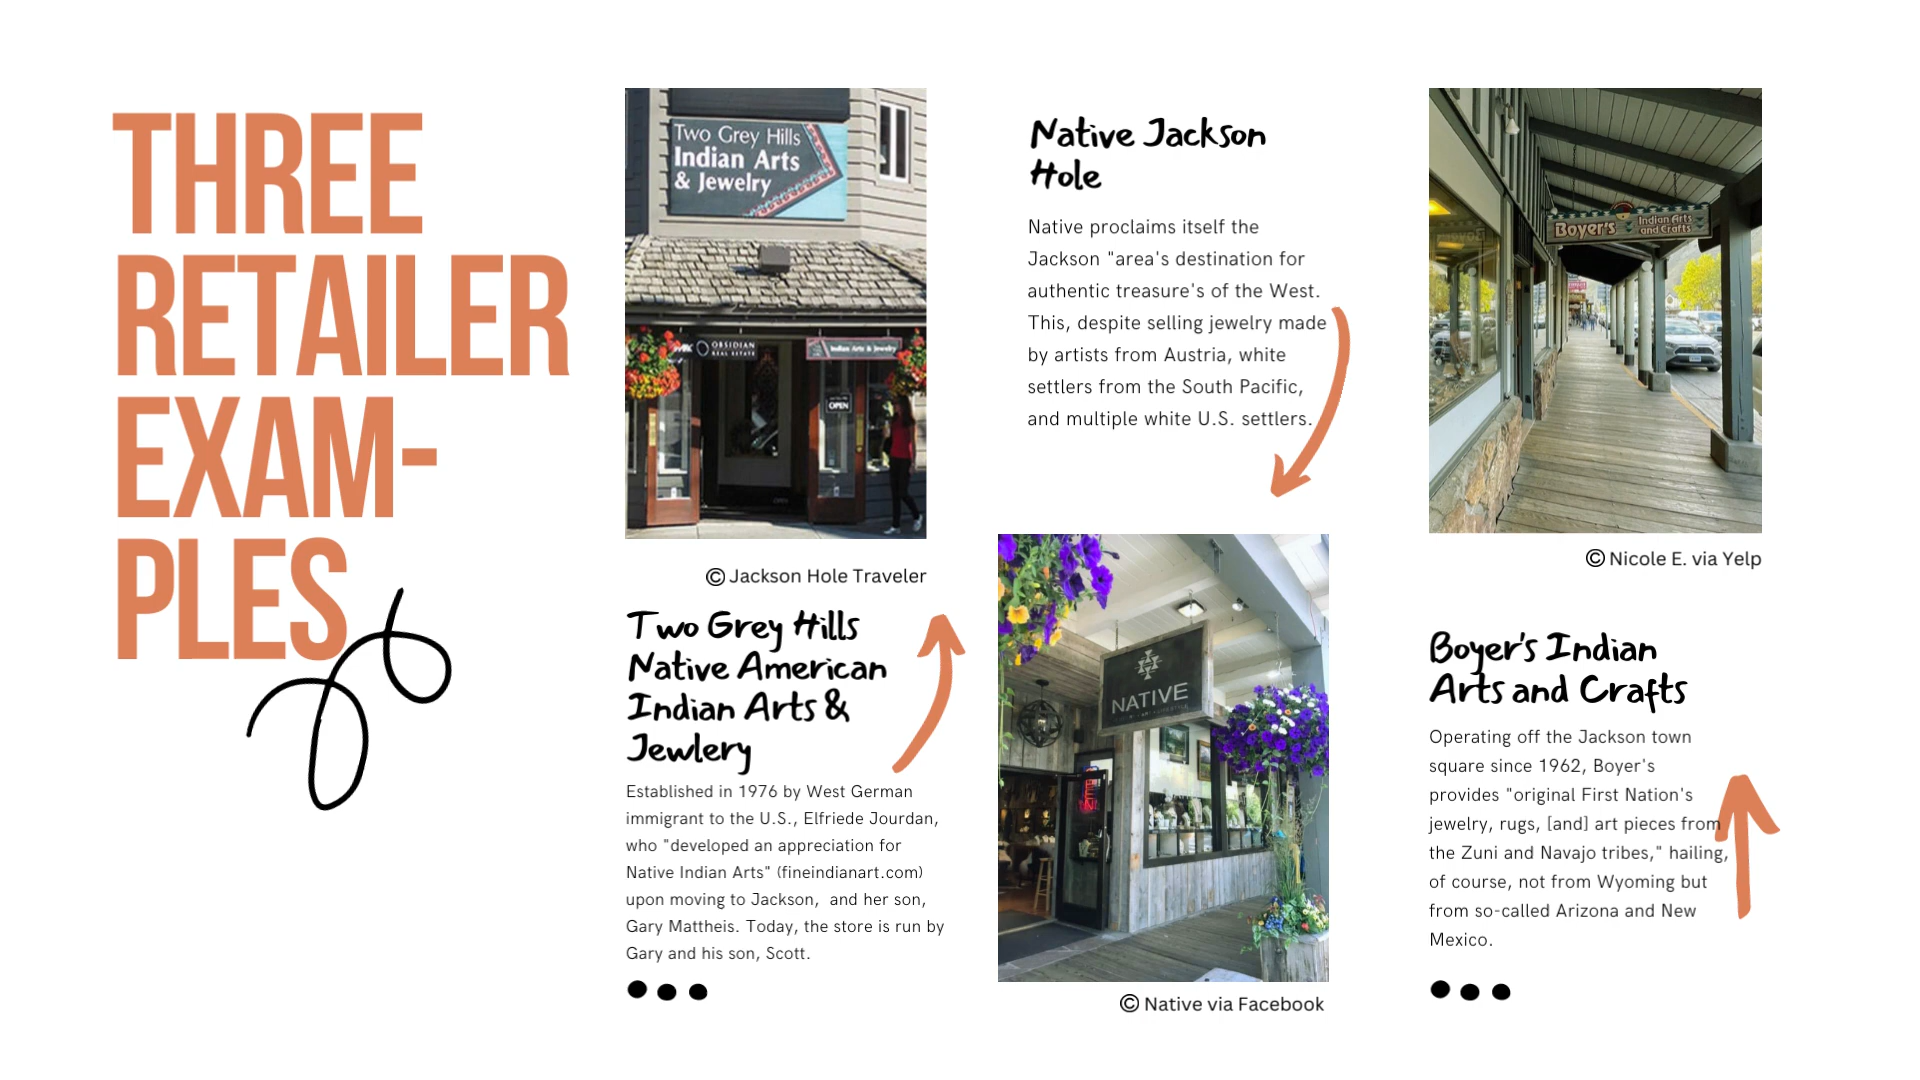 THREE
RETAILER
EXAM-
PLES
Two Grey Hills
Indian Arts
& Jewelry
OBSIDIAN
REAL ESTATE
Indian Arts & Jewelry
OPEN
© Jackson Hole Traveler
Two Grey Hills
Native American
Indian Arts &
Jewlery
Established in 1976 by West German
immigrant to the U.S., Elfriede Jourdan,
who "developed an appreciation for
Native Indian Arts" (fineindianart.com)
upon moving to Jackson, and her son,
Gary Mattheis. Today, the store is run by
Gary and his son, Scott.
Native Jackson
Hole
Native proclaims itself the
Jackson "area's destination for
authentic treasure's of the West.
This, despite selling jewelry made
by artists from Austria, white
settlers from the South Pacific,
and multiple white U.S. settlers.
NATIVE
OPEN
© Native via Facebook
Boyer's
Indian Arts
and Crafts
© Nicole E. via Yelp
Boyer's Indian
Arts and Crafts
Operating off the Jackson town
square since 1962, Boyer's
provides "original First Nation's
jewelry, rugs, [and] art pieces from
the Zuni and Navajo tribes," hailing,
of course, not from Wyoming but
from so-called Arizona and New
Mexico.